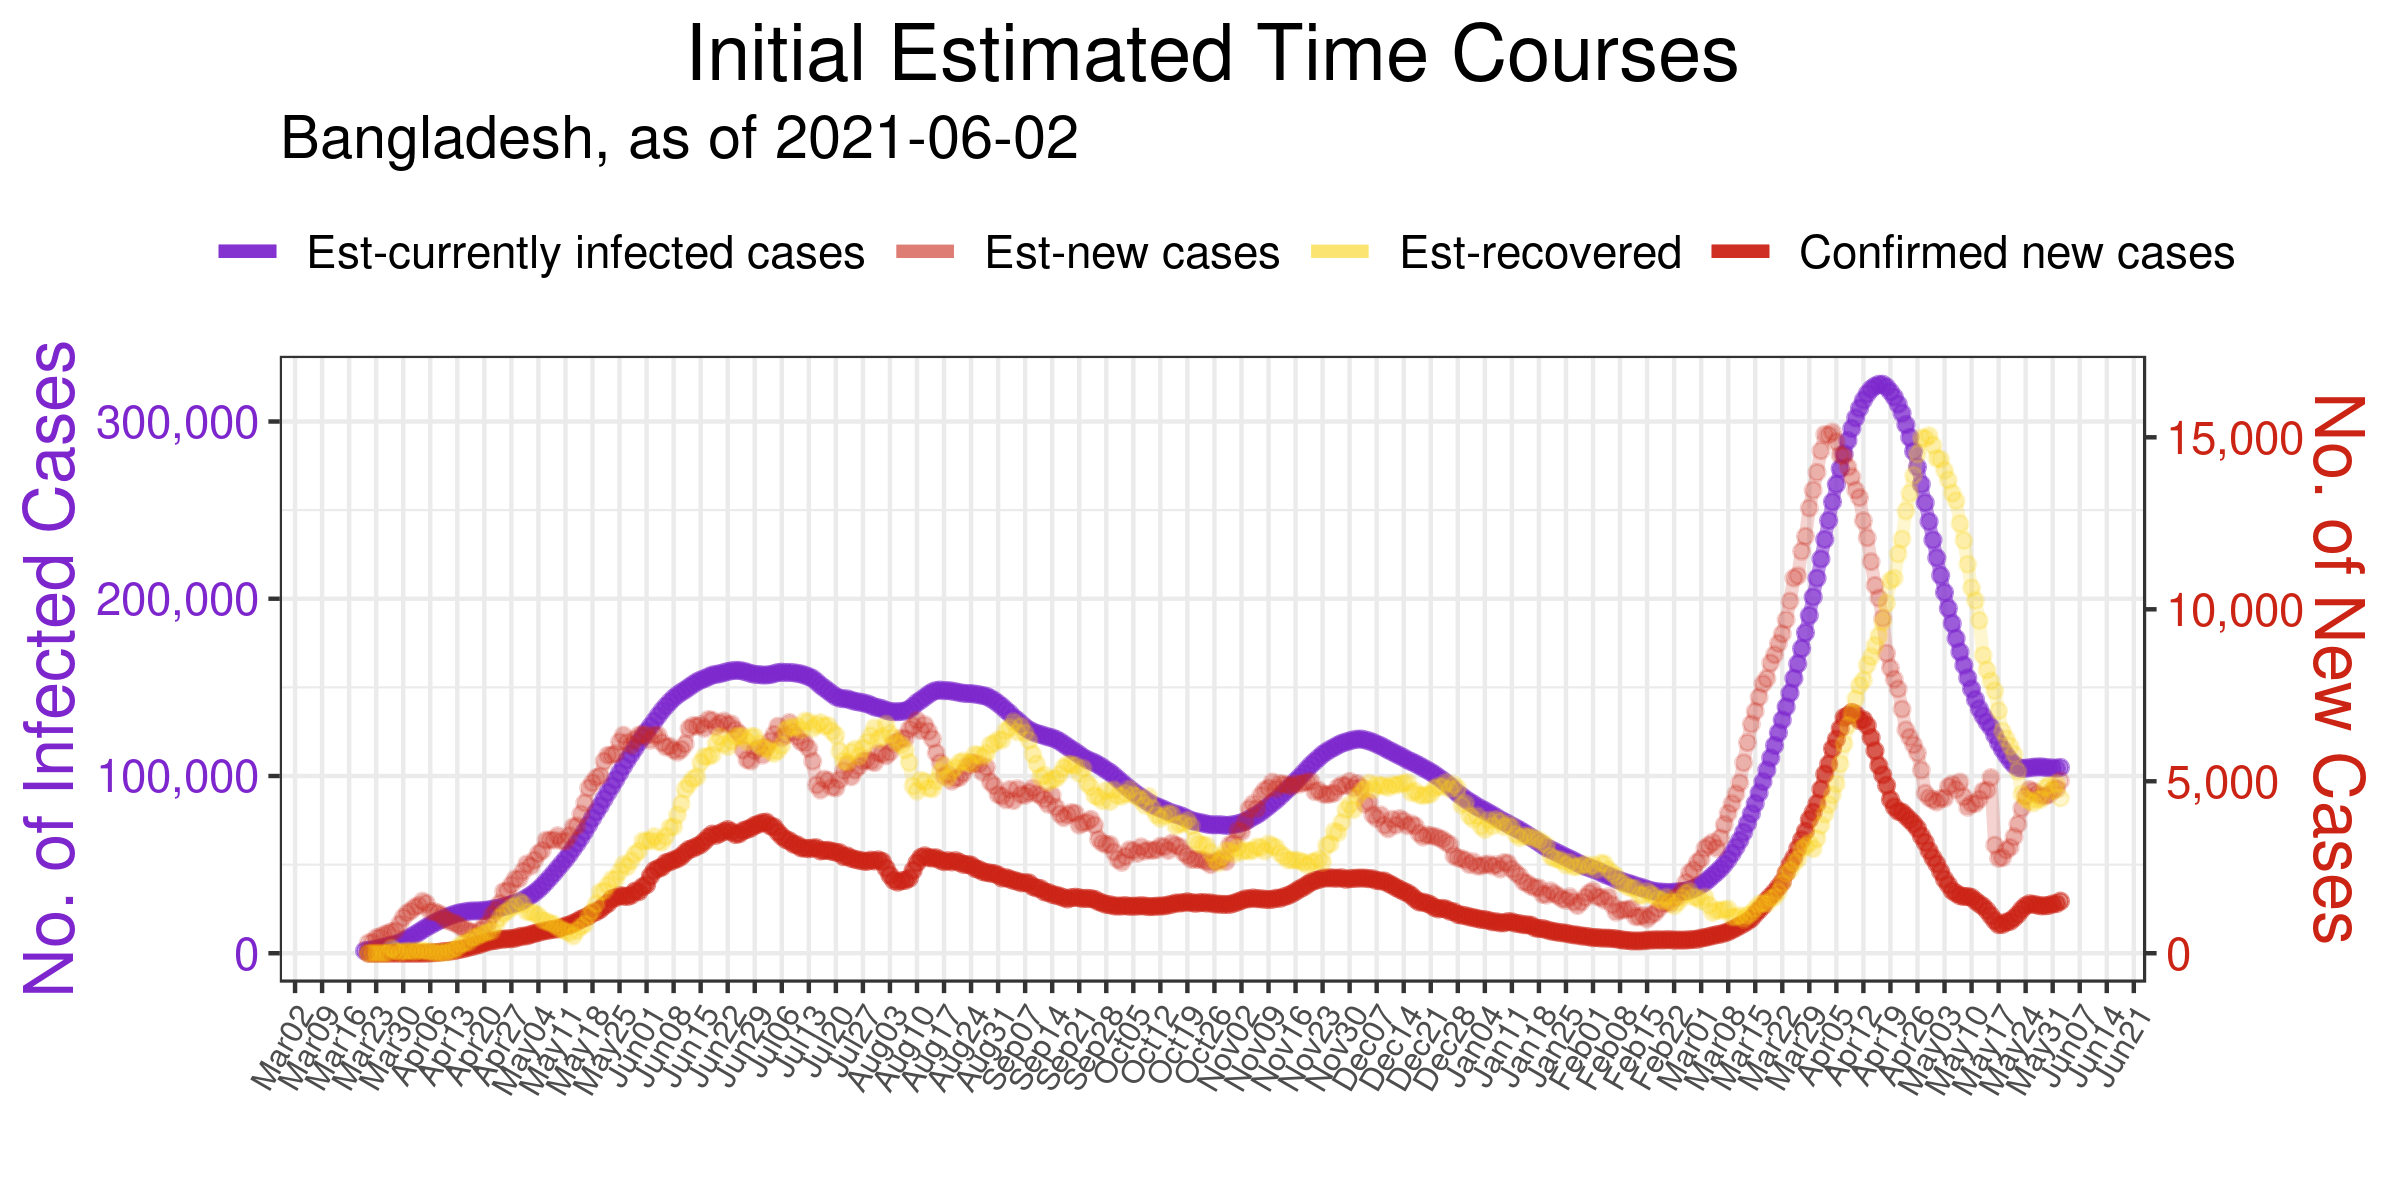 Initial Estimated Time Courses
Bangladesh, as of 2021-06-02
Est-currently infected cases
Est-new cases
Est-recovered
Confirmed new cases
No. of Infected Cases
300,000
200,000
100,000
0
15,000
10,000
5,000
0
No. of New Cases
Mar02
Mar09
Mar16
Mar23
Mar30
Apr06
Apr13
Apr20
Apr27
May04
May11
May18
May25
Jun01
Jun08
Jun15
Jun22
Jun29
Jul06
Jul13
Jul20
Jul27
Aug03
Aug10
Aug17
Aug24
Aug31
Sep07
Sep14
Sep21
Sep28
Oct05
Oct12
Oct19
Oct26
Nov02
Nov09
Nov16
Nov23
Nov30
Dec07
Dec14
Dec21
Dec28
Jan04
Jan11
Jan18
Jan25
Feb01
Feb08
Feb15
Feb22
Mar01
Mar08
Mar15
Mar22
Mar29
Apr05
Apr12
Apr19
Apr26
May03
May10
May17
May24
May31
Jun07
Jun14
Jun21